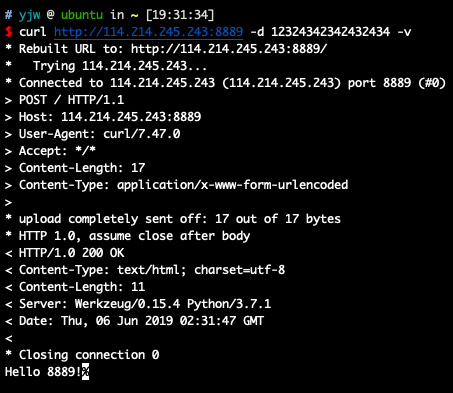 # yjw @ ubuntu in ~ [19:31:34]
$ curl http://114.214.245.243:8889 -d 12324342342432434 -v
* Rebuilt URL to: http://114.214.245.243:8889/
*   Trying 114.214.245.243...
* Connected to 114.214.245.243 (114.214.245.243) port 8889 (#0)
> POST / HTTP/1.1
> Host: 114.214.245.243:8889
> User-Agent: curl/7.47.0
> Accept: */*
> Content-Length: 17
> Content-Type: application/x-www-form-urlencoded
>
* upload completely sent off: 17 out of 17 bytes
* HTTP 1.0, assume close after body
< HTTP/1.0 200 OK
< Content-Type: text/html; charset=utf-8
< Content-Length: 11
< Server: Werkzeug/0.15.4 Python/3.7.1
< Date: Thu, 06 Jun 2019 02:31:47 GMT
<
* Closing connection 0
Hello 8889!%